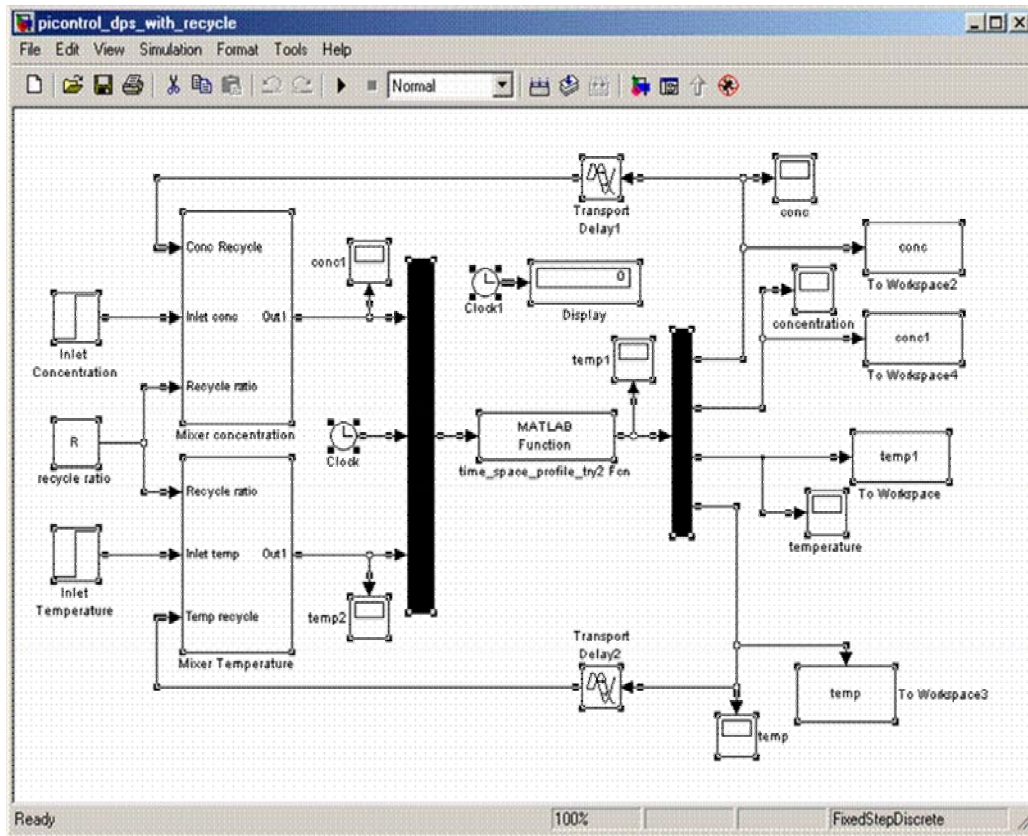 picontrol_dps_with_recycle
File Edit View Simulation Format Tools Help
Normal
Transport
Delay1
conc
Conc Recycle
conc1
conc
To Workspace2
Inlet conc
Out1
Inlet
Concentration
Clock1
0
Display
concentration
conc1
To Workspace4
temp1
Recycle ratio
Mixer concentration
R
recycle ratio
Clock
MATLAB
Function
time_space_profile_try2 Fcn
temp1
To Workspace
Recycle ratio
temperature
Inlet temp
Out1
Inlet
Temperature
Temp recycle
temp2
Mixer Temperature
Transport
Delay2
temp
To Workspace3
temp
Ready
100%
FixedStepDiscrete